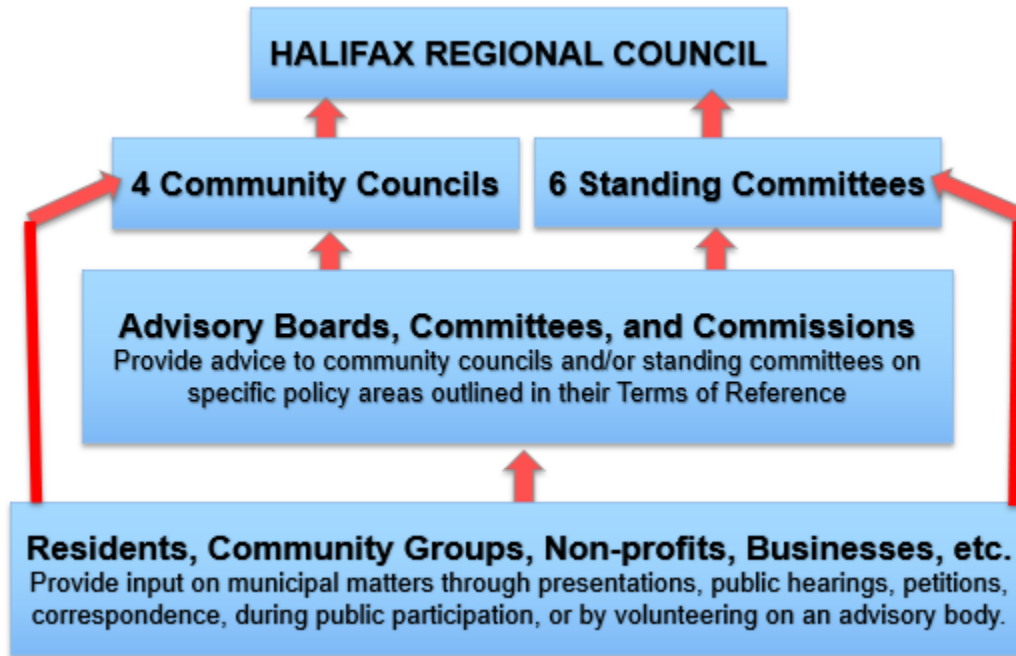 HALIFAX REGIONAL COUNCIL
4 Community Councils
6 Standing Committees
Advisory Boards, Committees, and Commissions
Provide advice to community councils and/or standing committees on
specific policy areas outlined in their Terms of Reference
Residents, Community Groups, Non-profits, Businesses, etc.
Provide input on municipal matters through presentations, public hearings, petitions,
correspondence, during public participation, or by volunteering on an advisory body.